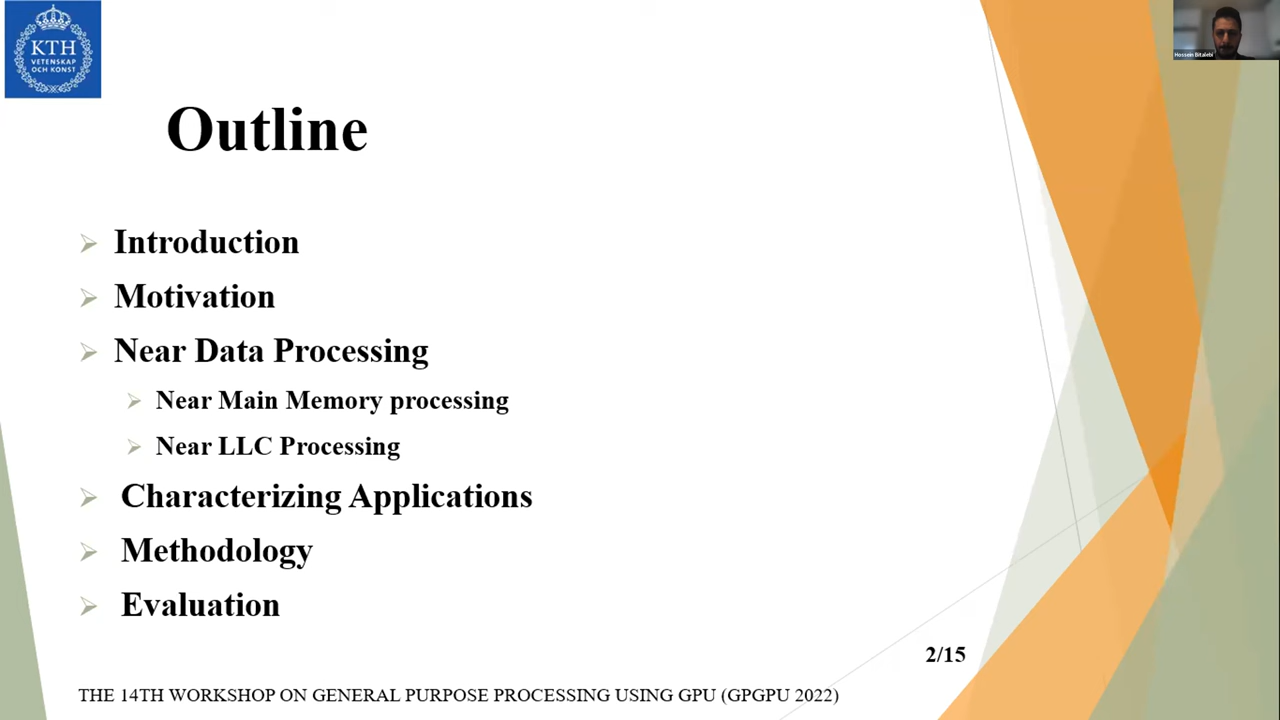 KTH
VETENSKAP
OCH KONST
Hossein Bitalebi
Outline
Introduction
Motivation
Near Data Processing
Near Main Memory processing
Near LLC Processing
Characterizing Applications
Methodology
Evaluation
2/15
THE 14TH WORKSHOP ON GENERAL PURPOSE PROCESSING USING GPU (GPGPU 2022)